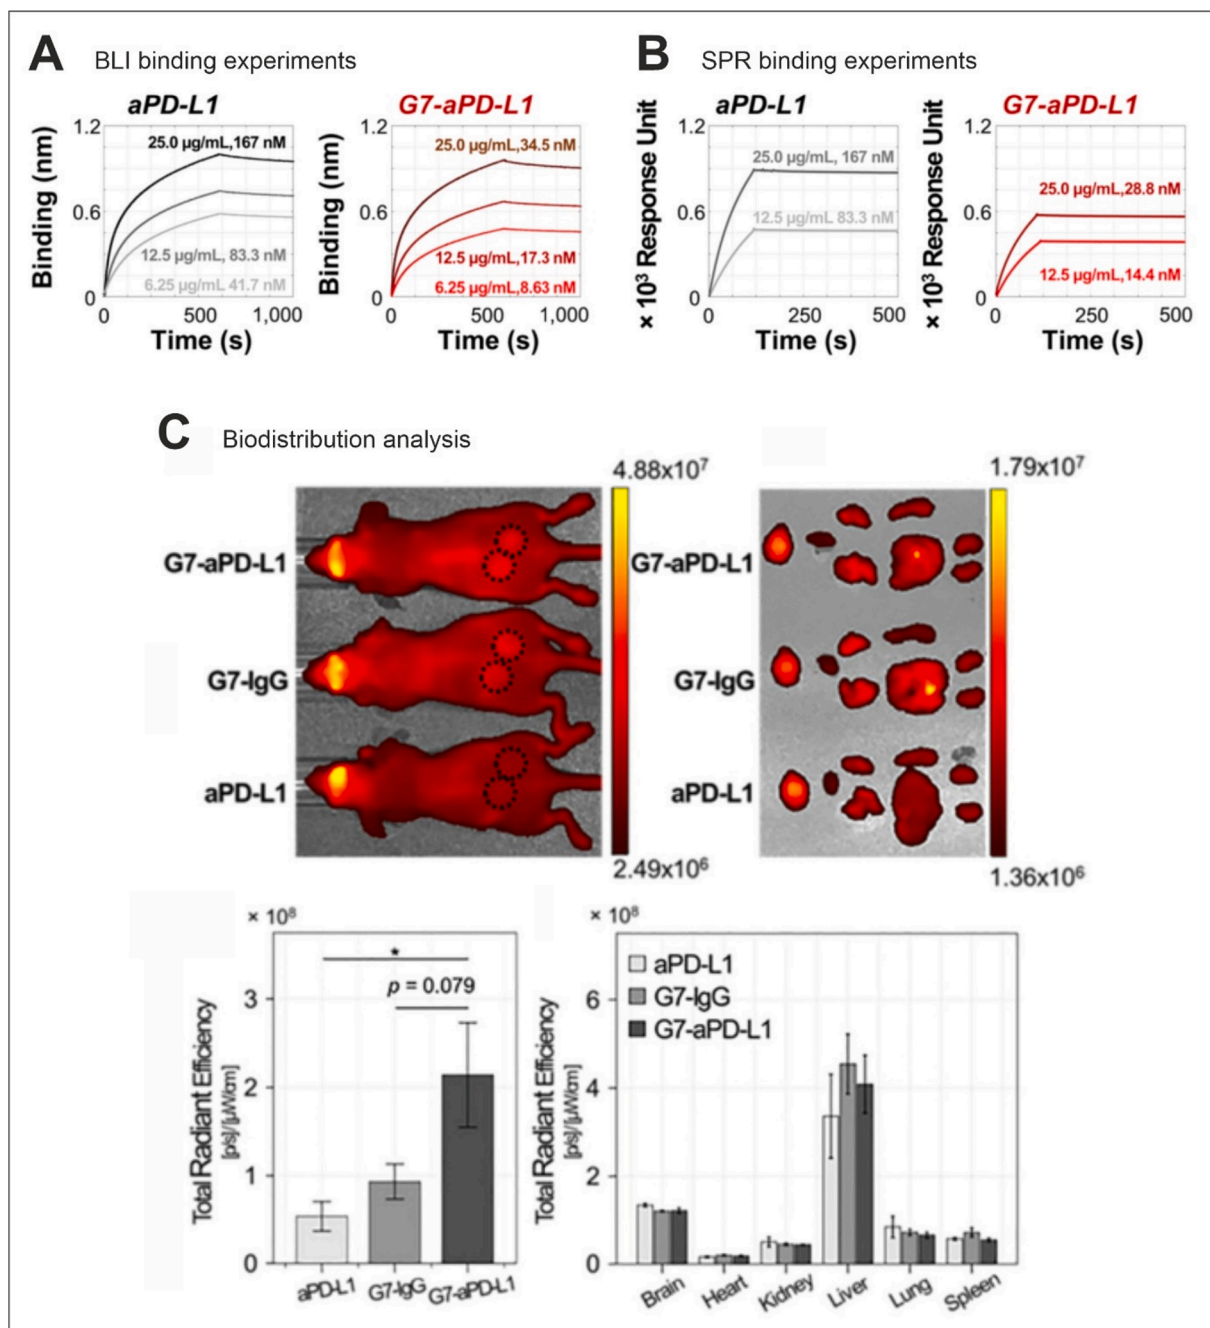 A BLI binding experiments
aPD-L1
G7-aPD-L1
Binding (nm)
1.2
0.6
0
25.0 µg/mL,167 nM
12.5 µg/mL, 83.3 nM
6.25 µg/mL 41.7 nM
0 500 1,000
Time (s)
Binding (nm)
1.2
0.6
0
25.0 µg/mL,34.5 nM
12.5 µg/mL,17.3 nM
6.25 µg/mL,8.63 nM
0 500 1,000
Time (s)
B SPR binding experiments
aPD-L1
G7-aPD-L1
× 10³ Response Unit
1.2
0.6
0
25.0 µg/mL, 167 nM
12.5 µg/mL 83.3 nM
0 250 500
Time (s)
× 10³ Response Unit
1.2
0.6
0
25.0 µg/mL,28.8 nM
12.5 µg/mL,14.4 nM
0 250 500
Time (s)
C Biodistribution analysis
4.88x10⁷
G7-aPD-L1
G7-IgG
aPD-L1
2.49x10⁶
1.79x10⁷
G7-aPD-L1
G7-IgG
aPD-L1
1.36x10⁶
× 10⁸
Total Radiant Efficiency
[p/s]/[µW/cm]
3
2
1
0
*
p = 0.079
aPD-L1 G7-IgG G7-aPD-L1
× 10⁸
Total Radiant Efficiency
[p/s]/[µW/cm]
6
4
2
0
aPD-L1
G7-IgG
G7-aPD-L1
Brain Heart Kidney Liver Lung Spleen